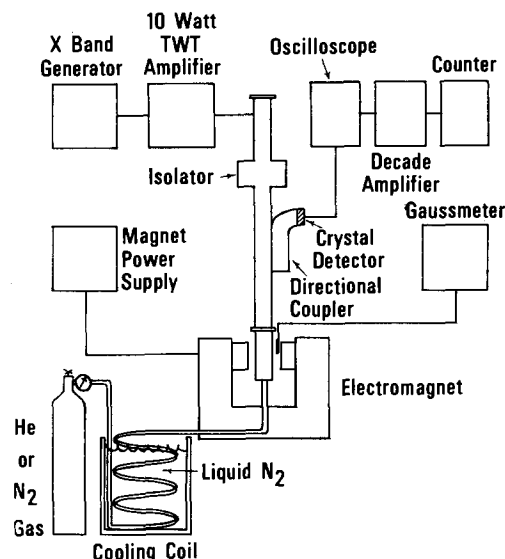 X Band
Generator
10 Watt
TWT
Amplifier
Oscilloscope
Counter
Isolator
Decade
Amplifier
Gaussmeter
Magnet
Power
Supply
Crystal
Detector
Directional
Coupler
Electromagnet
He
or
N2
Gas
Liquid N2
Cooling Coil